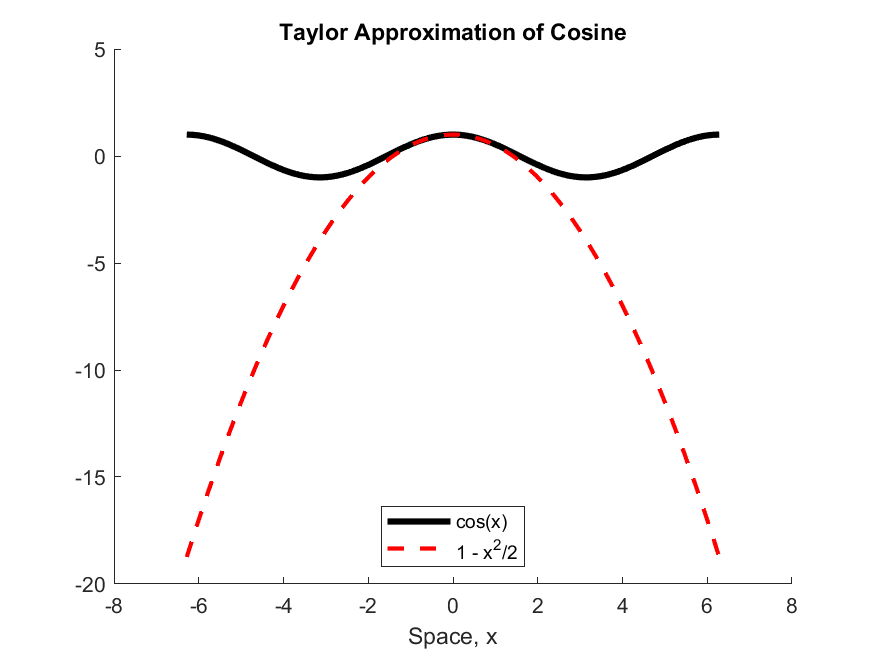 Taylor Approximation of Cosine
5
0
-5
-10
-15
-20
-8 -6 -4 -2 0 2 4 6 8
Space, x
cos(x)
1 - x²/2